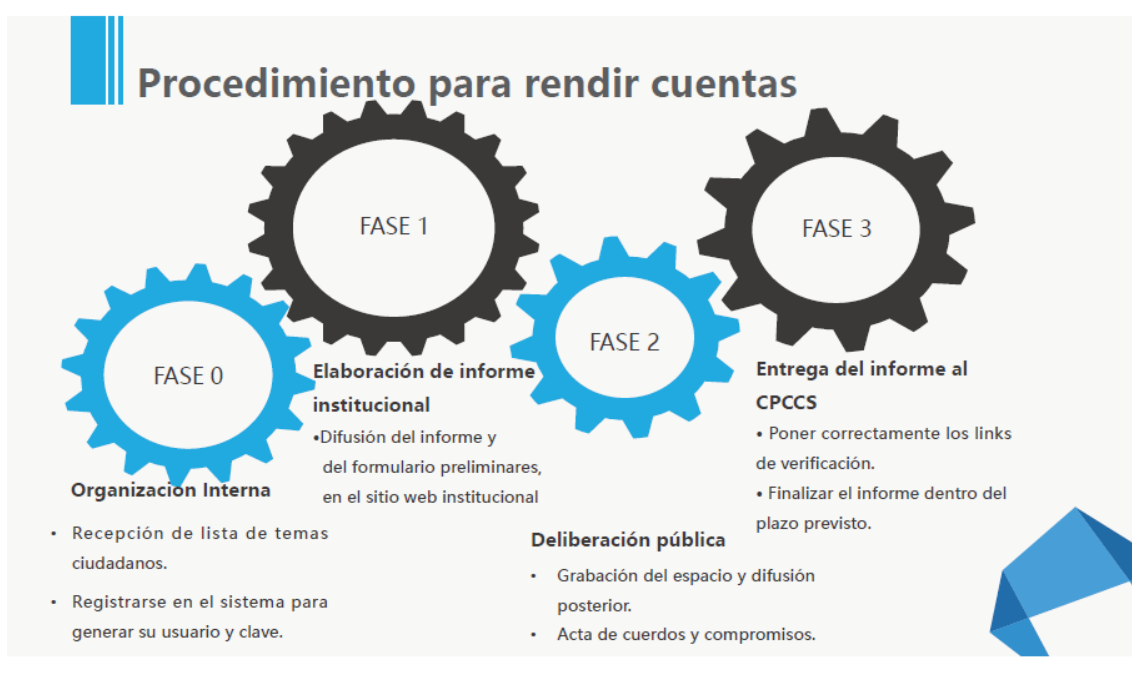 Procedimiento para rendir cuentas
FASE 0
Organización Interna
• Recepción de lista de temas
ciudadanos.
• Registrarse en el sistema para
generar su usuario y clave.
FASE 1
Elaboración de informe
institucional
•Difusión del informe y
del formulario preliminares,
en el sitio web institucional
FASE 2
Deliberación pública
• Grabación del espacio y difusión
posterior.
• Acta de cuerdos y compromisos.
FASE 3
Entrega del informe al
CPCCS
• Poner correctamente los links
de verificación.
• Finalizar el informe dentro del
plazo previsto.